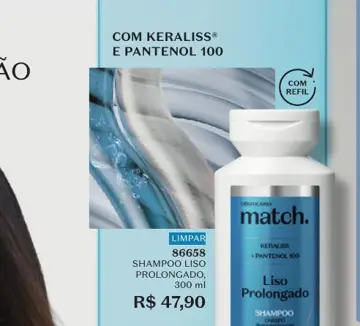 COM KERALISS®
E PANTENOL 100
ÃO
COM
REFIL
LIMPAR
86658
SHAMPOO LISO
PROLONGADO,
300 ml
R$ 47,90
match.
KERALISS
+ PANTENOL 100
Liso
Prolongado
SHAMPOO